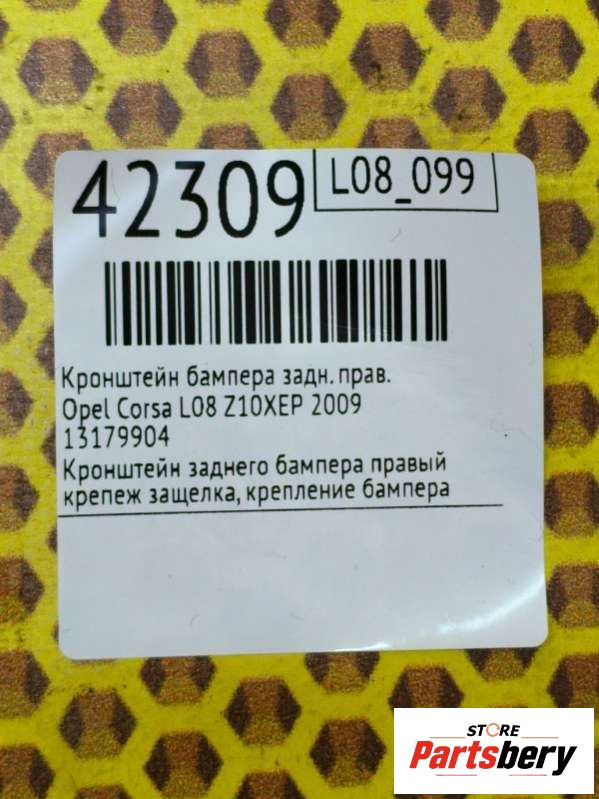 42309
L08_099
Кронштейн бампера задн. прав.
Opel Corsa L08 Z10XEP 2009
13179904
Кронштейн заднего бампера правый
крепеж защелка, крепление бампера
STORE
Partsbery